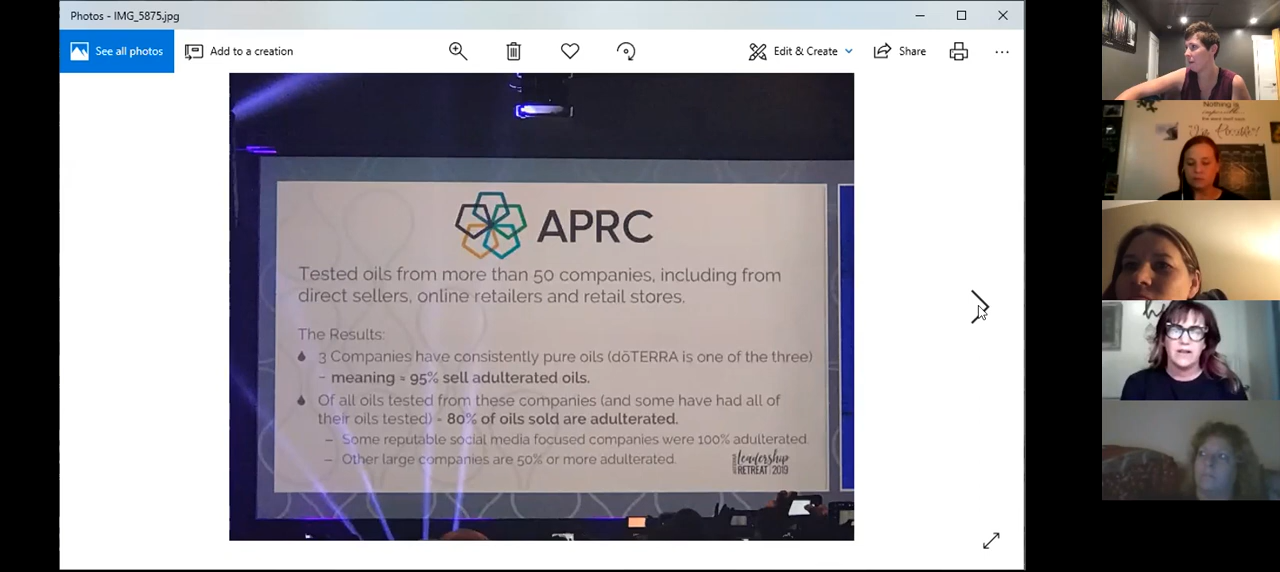 Photos - IMG_5875.jpg
See all photos
Add to a creation
Edit & Create
Share
APRC
Tested oils from more than 50 companies, including from
direct sellers, online retailers and retail stores.
The Results:
3 Companies have consistently pure oils (dōTERRA is one of the three)
- meaning ≈ 95% sell adulterated oils.
Of all oils tested from these companies (and some have had all of
their oils tested) - 80% of oils sold are adulterated.
– Some reputable social media focused companies were 100% adulterated.
– Other large companies are 50% or more adulterated.
leadership
RETREAT 2019
Nothing is